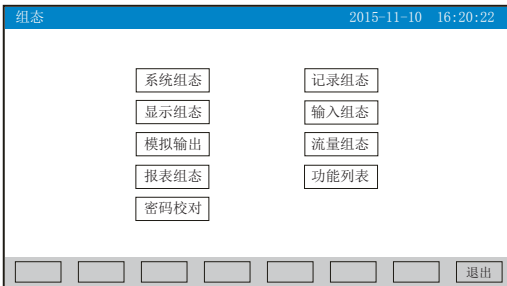 组态 2015-11-10 16:20:22
系统组态 记录组态
显示组态 输入组态
模拟输出 流量组态
报表组态 功能列表
密码校对
退出